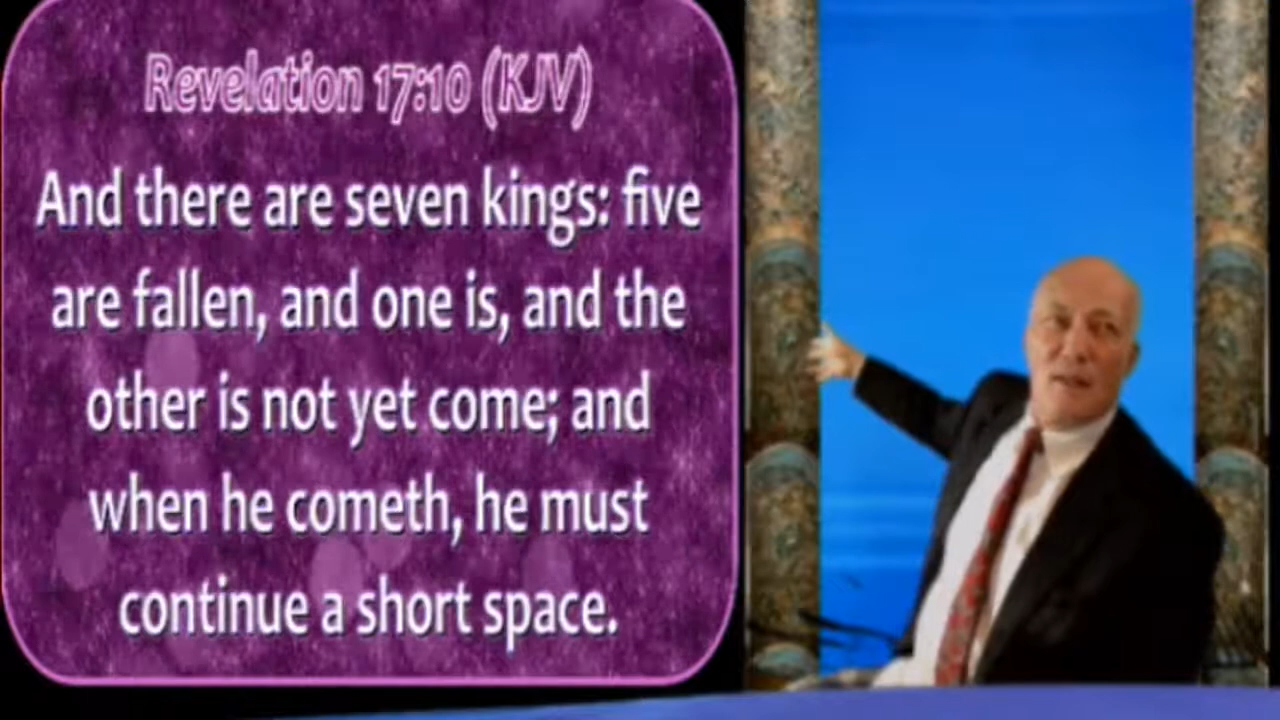 Revelation 17:10 (KJV)
And there are seven kings: five
are fallen, and one is, and the
other is not yet come; and
when he cometh, he must
continue a short space.